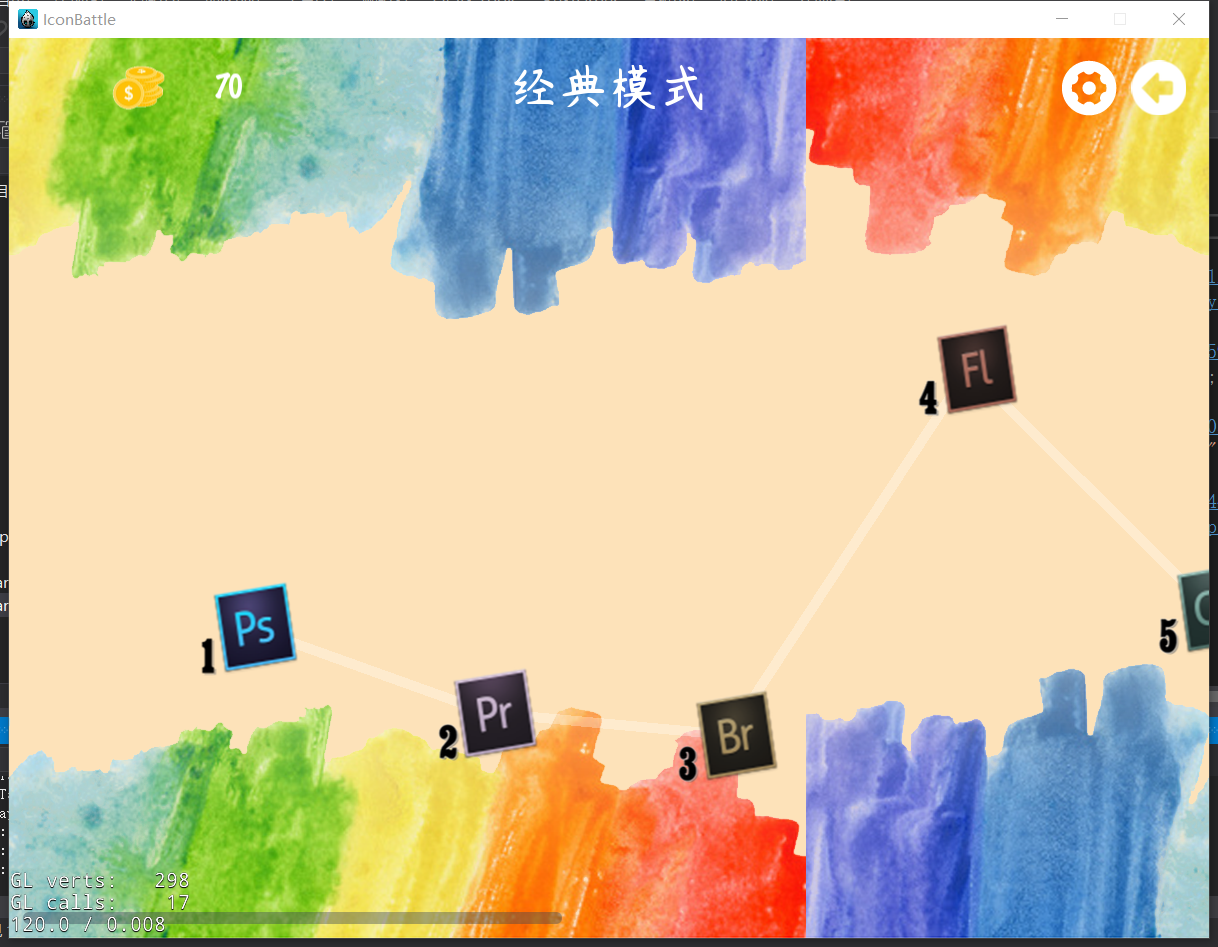 IconBattle
70
经典模式
4
Fl
Ps
1
5
Pr
2
Br
3
GL verts: 298
GL calls: 17
120.0 / 0.008